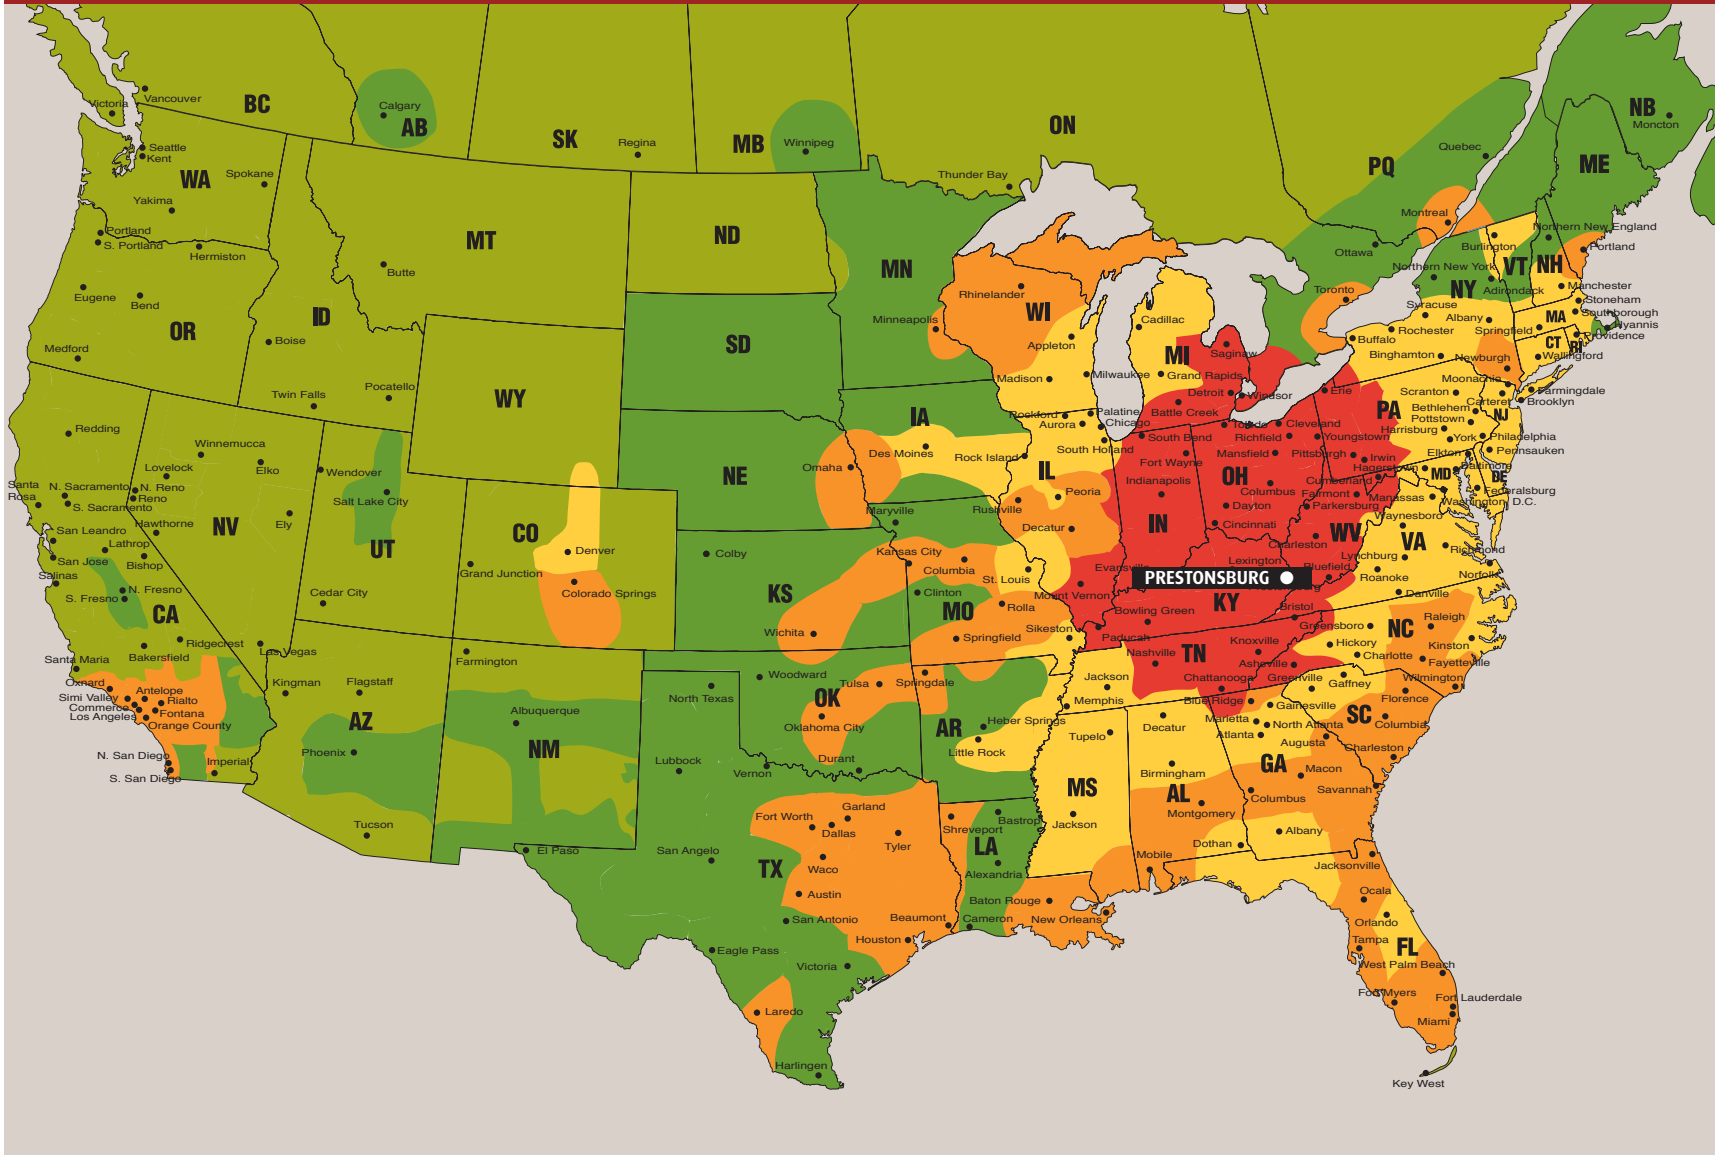 BC
Vancouver
Victoria
Calgary
AB
SK
Regina
MB
Winnipeg
ON
Thunder Bay
PQ
Quebec
Montreal
Ottawa
Toronto
NB
Moncton
ME
Seattle
Kent
WA
Spokane
Yakima
Portland
S. Portland
Hermiston
Eugene
Bend
OR
Medford
MT
Butte
ID
Boise
Twin Falls
Pocatello
WY
ND
SD
MN
Minneapolis
WI
Rhinelander
Appleton
Madison
Milwaukee
MI
Cadillac
Saginaw
Grand Rapids
Detroit
Windsor
Battle Creek
Northern New England
Portland
Burlington
VT
NH
Northern New York
NY
Adirondack
Manchester
Stoneham
Southborough
Hyannis
Providence
MA
CT
RI
Wallingford
Syracuse
Albany
Springfield
Rochester
Buffalo
Binghamton
Newburgh
Moonachie
Farmingdale
Brooklyn
Carteret
NJ
Scranton
Bethlehem
Pottstown
Harrisburg
York
Philadelphia
Pennsauken
Elkton
PA
Erie
Pittsburgh
Irwin
Youngstown
Cleveland
Toledo
Richfield
Mansfield
OH
Columbus
Dayton
Cincinnati
Hagerstown
Cumberland
MD
Baltimore
DE
Federalsburg
Washington, D.C.
Manassas
Fairmont
Parkersburg
WV
Charleston
Bluefield
Waynesboro
VA
Lynchburg
Richmond
Roanoke
Norfolk
Danville
Redding
Santa
Rosa
N. Sacramento
S. Sacramento
N. Reno
Reno
Lovelock
Winnemucca
Elko
Ely
NV
Hawthorne
San Leandro
Lathrop
San Jose
Bishop
Salinas
N. Fresno
S. Fresno
CA
Ridgecrest
Bakersfield
Las Vegas
Santa Maria
Oxnard
Simi Valley
Commerce
Los Angeles
Antelope
Rialto
Fontana
Orange County
N. San Diego
S. San Diego
Imperial
Wendover
Salt Lake City
UT
Cedar City
CO
Denver
Grand Junction
Colorado Springs
Kingman
Flagstaff
AZ
Phoenix
Tucson
Farmington
Albuquerque
NM
NE
Omaha
IA
Des Moines
Rock Island
Rockford
Palatine
Aurora
Chicago
South Holland
IL
Peoria
Rushville
Decatur
South Bend
Fort Wayne
Indianapolis
IN
Evansville
Mount Vernon
Colby
KS
Wichita
Maryville
Kansas City
Columbia
St. Louis
Clinton
MO
Rolla
Springfield
Sikeston
Lexington
PRESTONSBURG
KY
Bowling Green
Paducah
Bristol
Knoxville
Nashville
TN
Chattanooga
Jackson
Memphis
Greensboro
Raleigh
NC
Hickory
Kinston
Charlotte
Fayetteville
Asheville
Wilmington
Greenville
Gaffney
Florence
SC
Columbia
Charleston
Blue Ridge
Gainesville
Marietta
North Atlanta
Atlanta
Augusta
GA
Macon
Savannah
Columbus
Albany
Tupelo
MS
Jackson
Decatur
Birmingham
AL
Montgomery
Dothan
Mobile
Woodward
Tulsa
OK
Oklahoma City
Durant
Springdale
AR
Heber Springs
Little Rock
North Texas
Lubbock
Vernon
El Paso
San Angelo
TX
Fort Worth
Garland
Dallas
Tyler
Waco
Austin
San Antonio
Eagle Pass
Victoria
Houston
Beaumont
Laredo
Harlingen
Shreveport
Bastrop
LA
Alexandria
Baton Rouge
Cameron
New Orleans
Jacksonville
Ocala
Orlando
Tampa
FL
West Palm Beach
Fort Myers
Fort Lauderdale
Miami
Key West